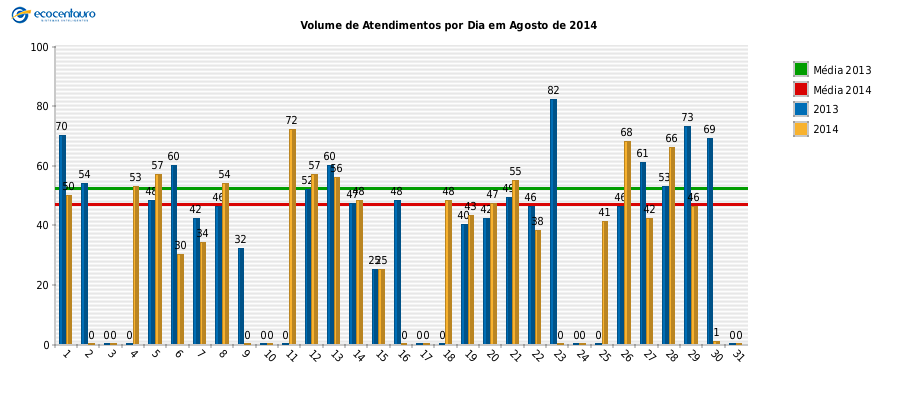 ecocentauro
Volume de Atendimentos por Dia em Agosto de 2014
100
80
60
40
20
0
70 50 54 0 0 0 0 53 48 57 60 30 42 34 46 54 32 0 0 0 0 72 52 57 60 56 47 48 25 25 48 0 0 0 0 48 40 43 42 47 49 55 46 38 82 0 0 0 0 41 46 68 61 42 53 66 73 46 69 1 0 0
1 2 3 4 5 6 7 8 9 10 11 12 13 14 15 16 17 18 19 20 21 22 23 24 25 26 27 28 29 30 31
Média 2013
Média 2014
2013
2014